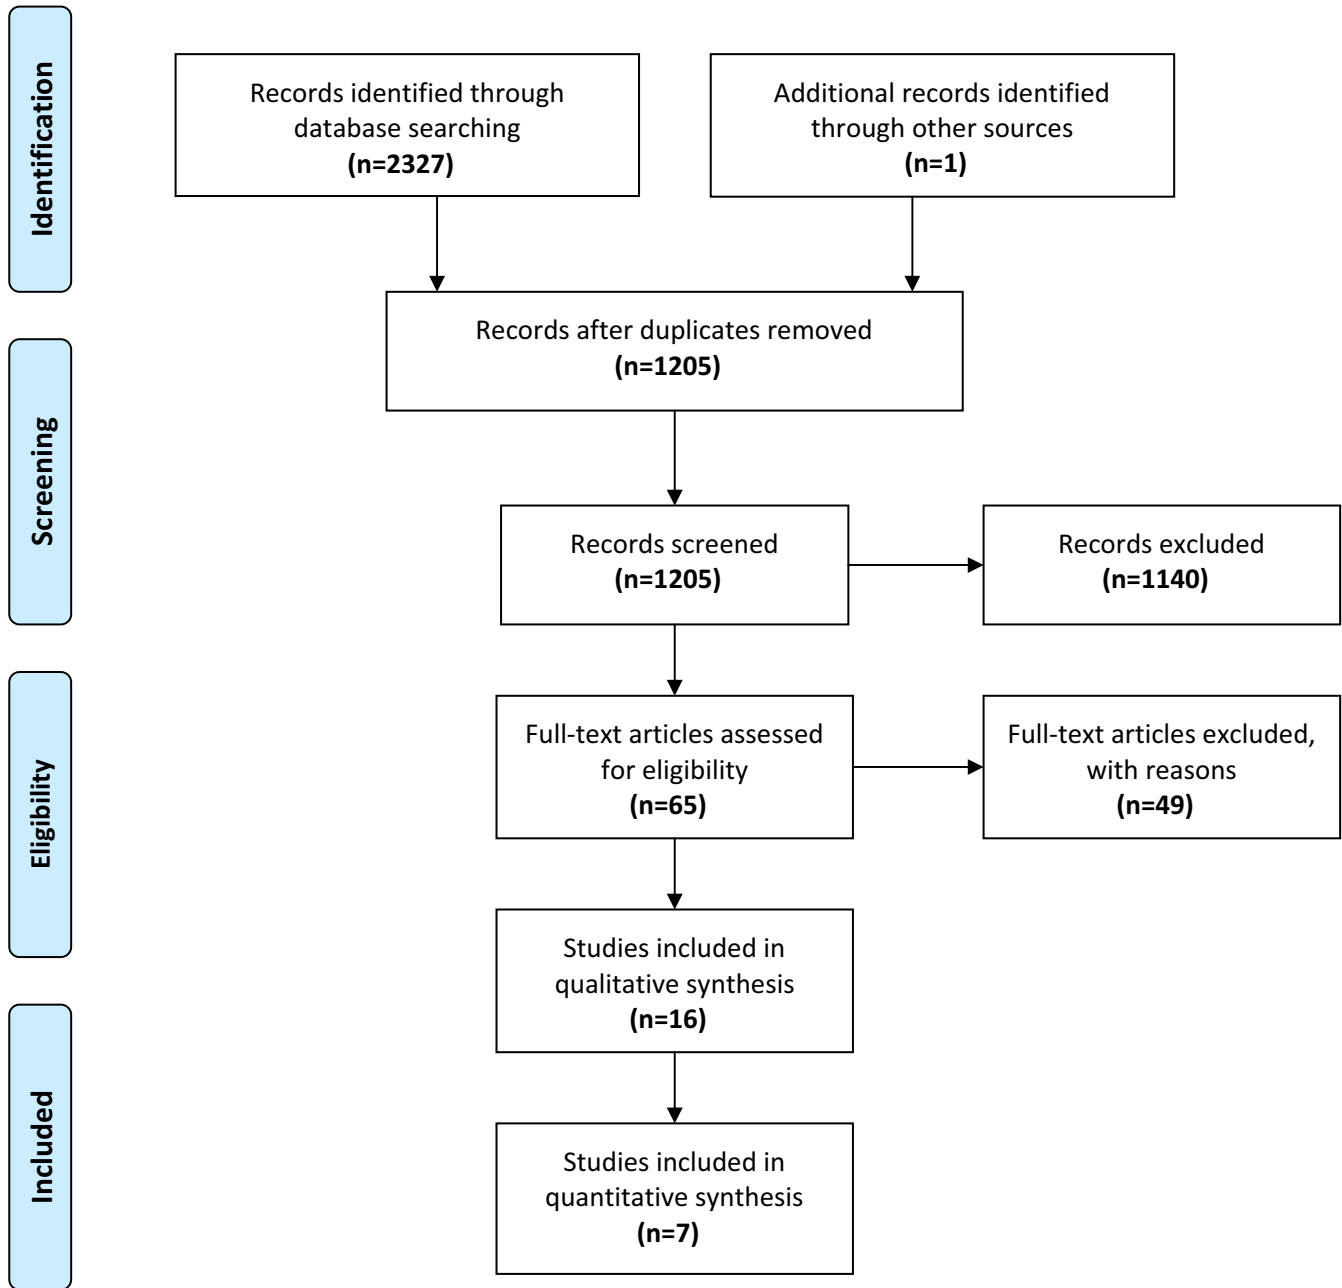 Identification
Records identified through
database searching
(n=2327)
Additional records identified
through other sources
(n=1)
Records after duplicates removed
(n=1205)
Screening
Records screened
(n=1205)
Records excluded
(n=1140)
Eligibility
Full-text articles assessed
for eligibility
(n=65)
Full-text articles excluded,
with reasons
(n=49)
Studies included in
qualitative synthesis
(n=16)
Included
Studies included in
quantitative synthesis
(n=7)